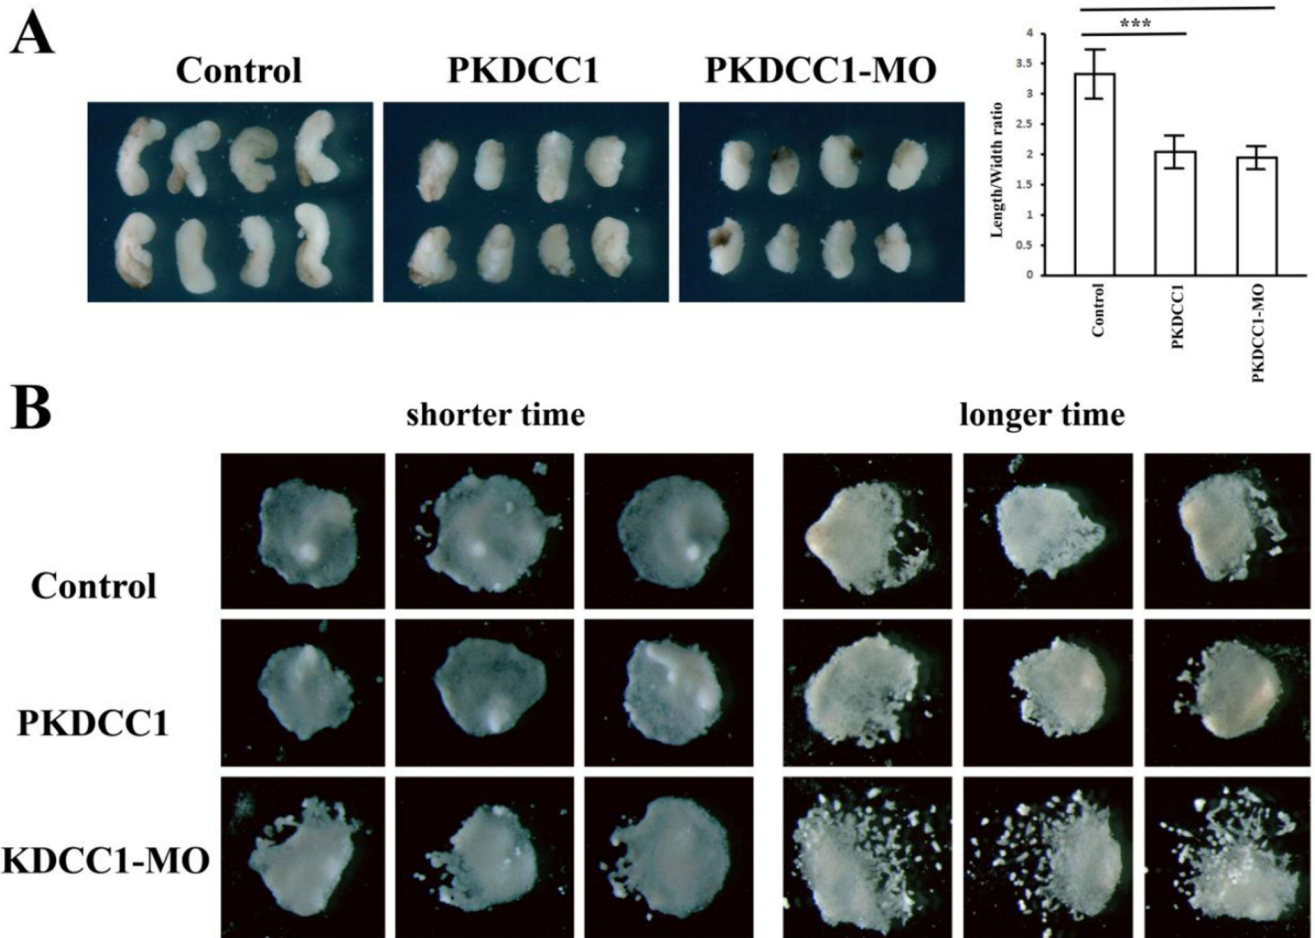 A
Control
PKDCC1
PKDCC1-MO
***
4
3.5
3
2.5
2
1.5
1
0.5
0
Length/Width ratio
Control
PKDCC1
PKDCC1-MO
B
shorter time
longer time
Control
PKDCC1
KDCC1-MO